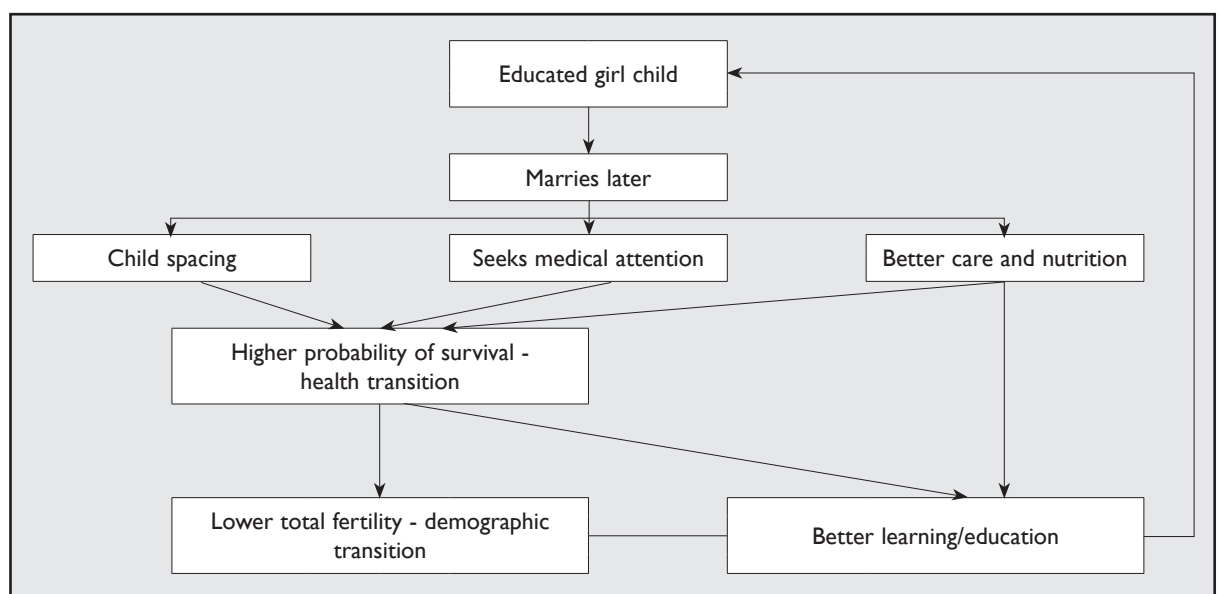 Educated girl child
Marries later
Child spacing
Seeks medical attention
Better care and nutrition
Higher probability of survival -
health transition
Lower total fertility - demographic
transition
Better learning/education